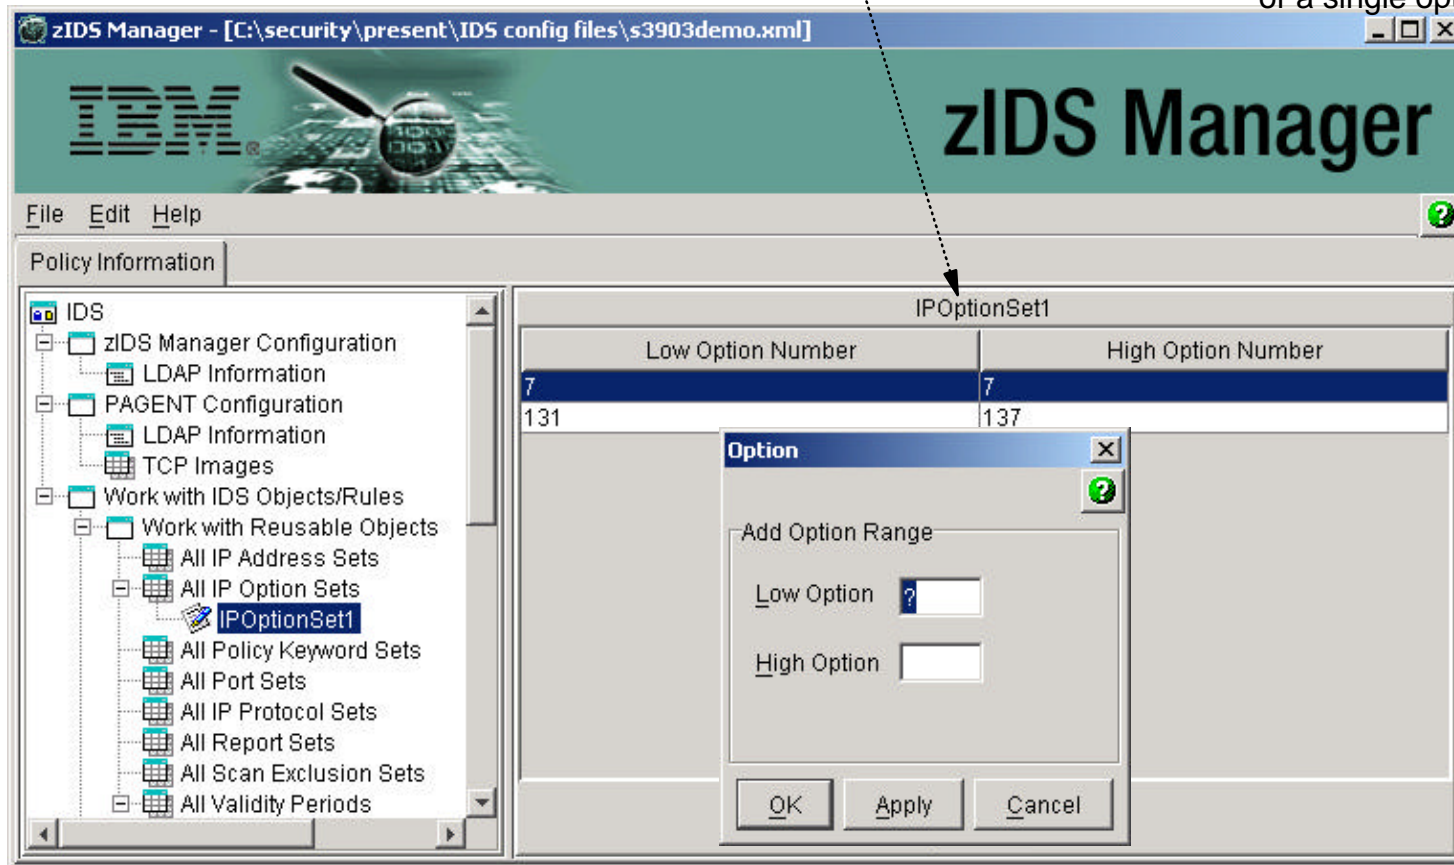 of a single op
zIDS Manager - [C:\security\present\IDS config files\s3903demo.xml]
IBM®
zIDS Manager
File Edit Help
Policy Information
IDS
zIDS Manager Configuration
LDAP Information
PAGENT Configuration
LDAP Information
TCP Images
Work with IDS Objects/Rules
Work with Reusable Objects
All IP Address Sets
All IP Option Sets
IPOptionSet1
All Policy Keyword Sets
All Port Sets
All IP Protocol Sets
All Report Sets
All Scan Exclusion Sets
All Validity Periods
IPOptionSet1
Low Option Number High Option Number
7 7
131 137
Option
Add Option Range
Low Option ?
High Option
OK Apply Cancel